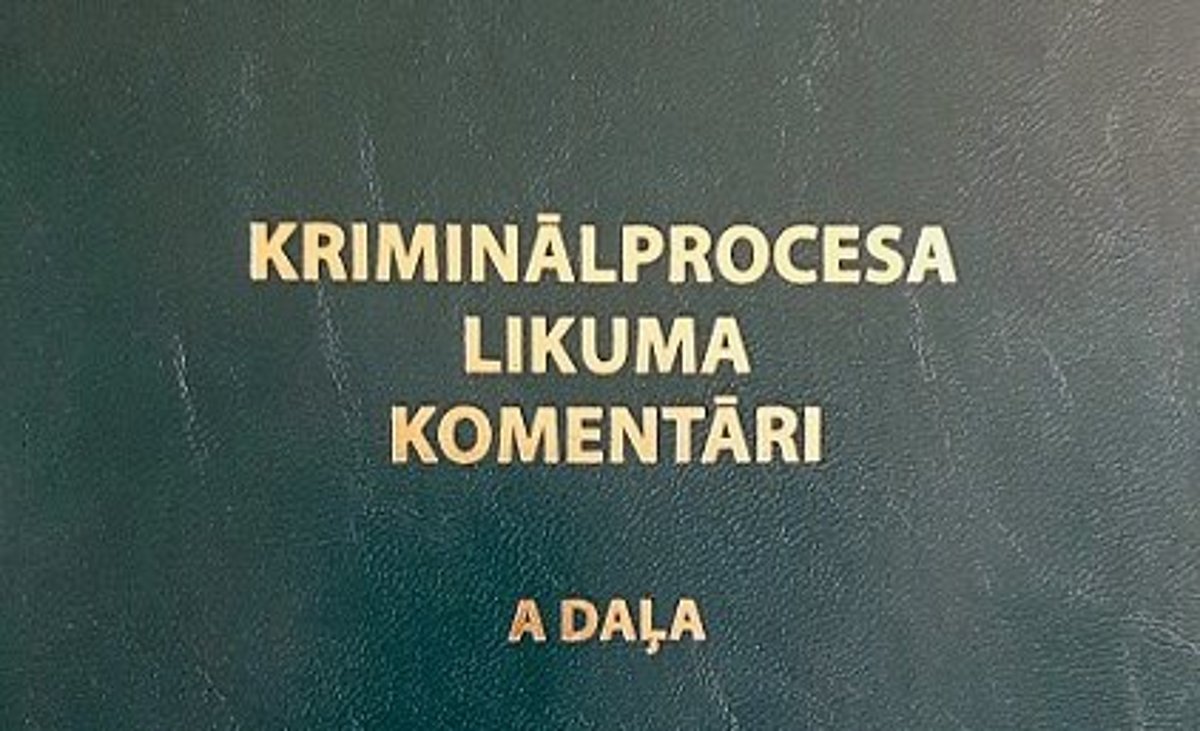 KRIMINĀLPROCESA
LIKUMA
KOMENTĀRI
A DAĻA